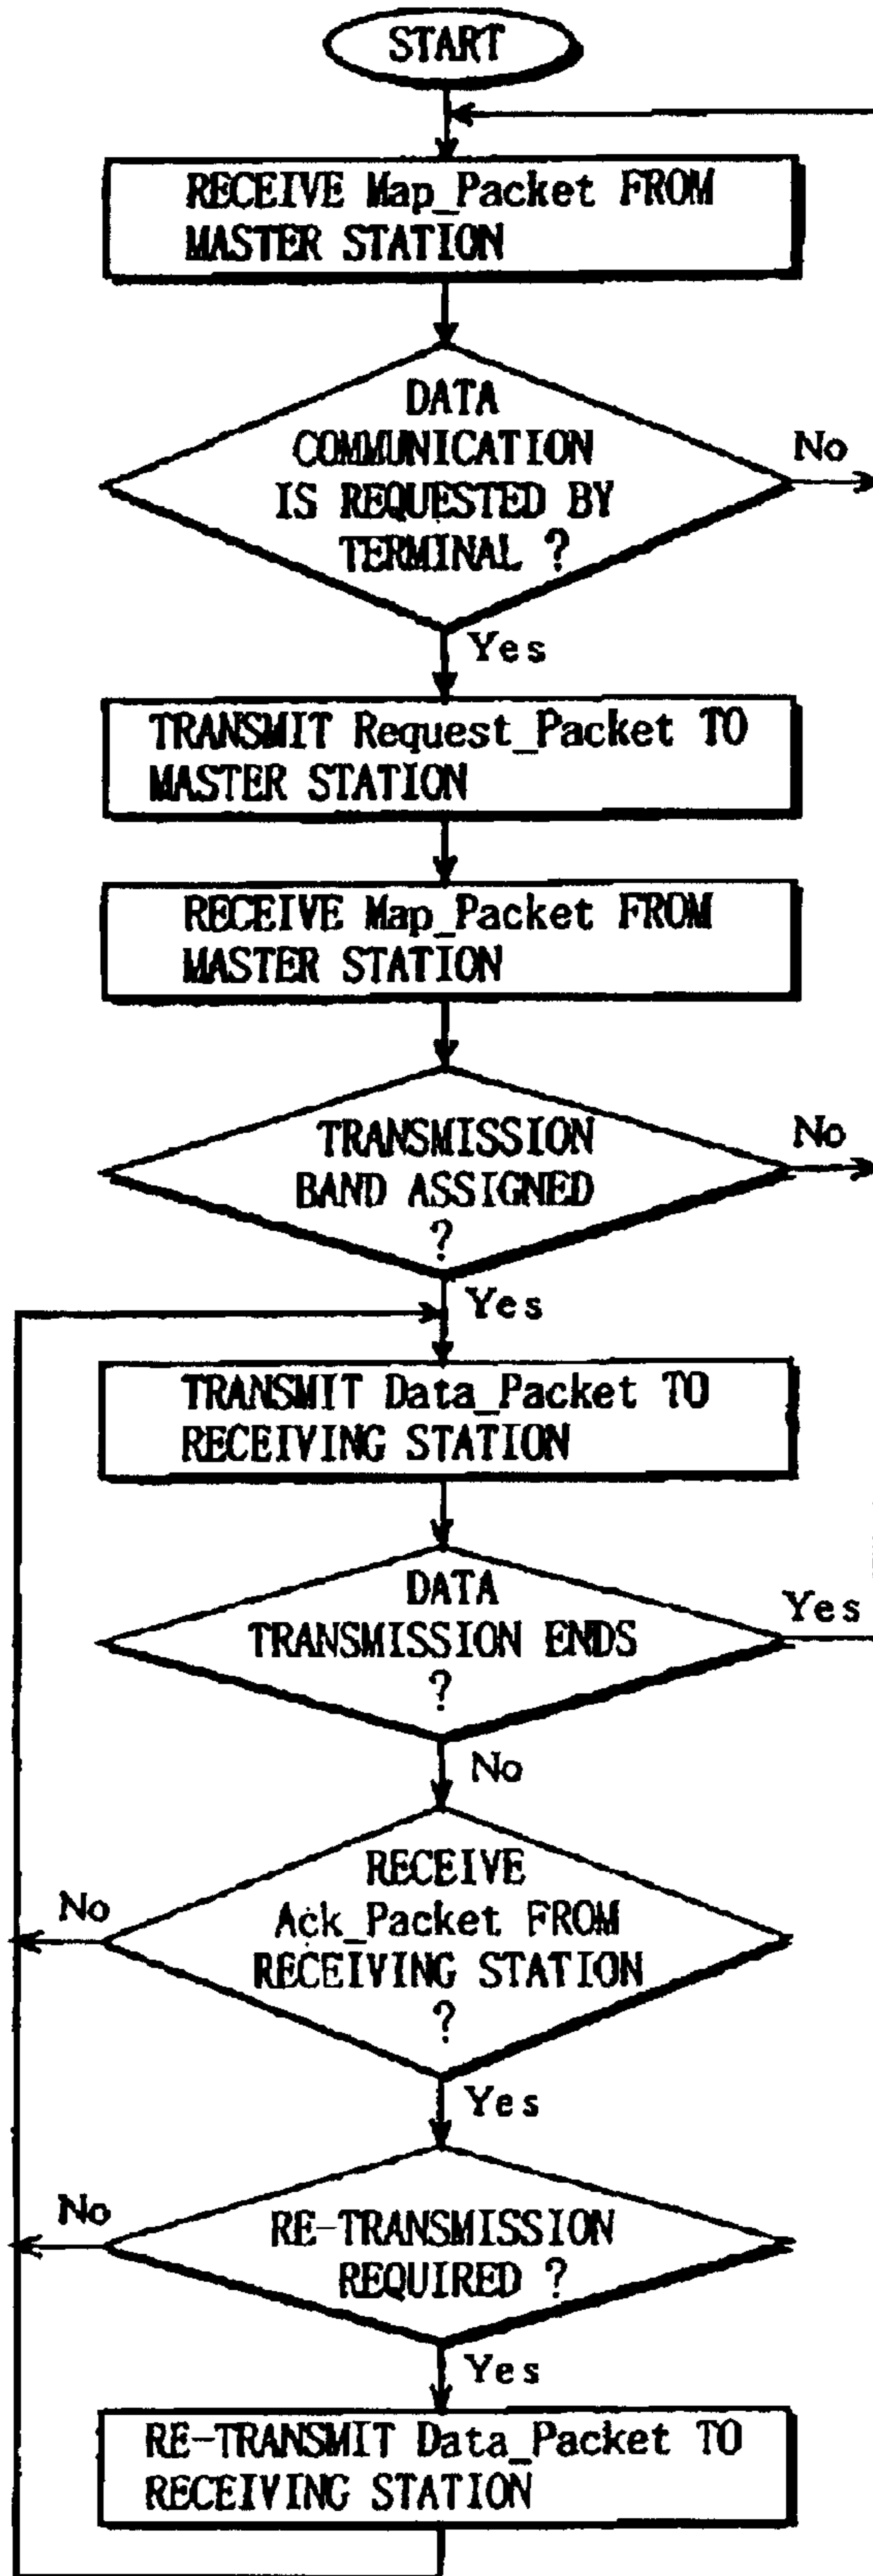 START
RECEIVE Map_Packet FROM
MASTER STATION
DATA
COMMUNICATION
IS REQUESTED BY
TERMINAL ?
No
Yes
TRANSMIT Request_Packet TO
MASTER STATION
RECEIVE Map_Packet FROM
MASTER STATION
TRANSMISSION
BAND ASSIGNED
?
No
Yes
TRANSMIT Data_Packet TO
RECEIVING STATION
DATA
TRANSMISSION ENDS
?
Yes
No
RECEIVE
Ack_Packet FROM
RECEIVING STATION
?
No
Yes
RE-TRANSMISSION
REQUIRED ?
No
Yes
RE-TRANSMIT Data_Packet TO
RECEIVING STATION